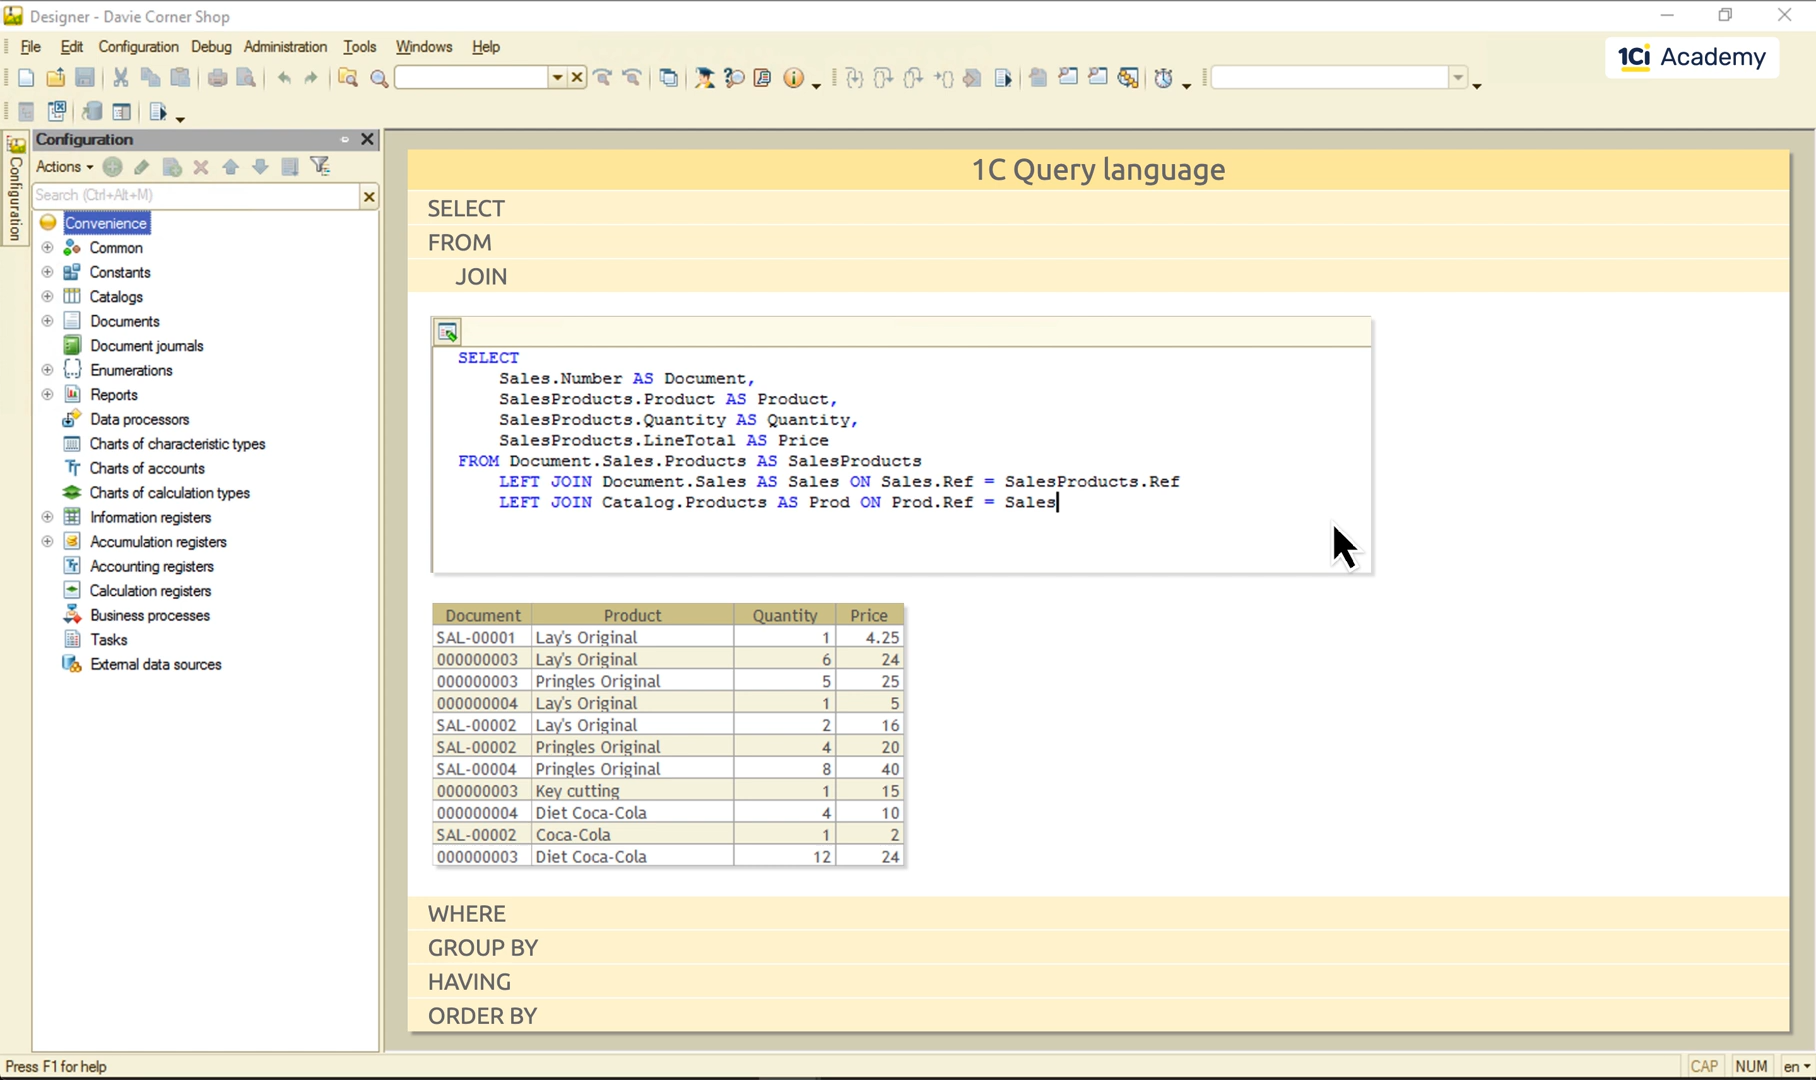 Designer - Davie Corner Shop
File Edit Configuration Debug Administration Tools Windows Help
1Ci Academy
Configuration
Configuration
Actions
Search (Ctrl+Alt+M)
Convenience
Common
Constants
Catalogs
Documents
Document journals
Enumerations
Reports
Data processors
Charts of characteristic types
Charts of accounts
Charts of calculation types
Information registers
Accumulation registers
Accounting registers
Calculation registers
Business processes
Tasks
External data sources
1C Query language
SELECT
FROM
JOIN
SELECT
Sales.Number AS Document,
SalesProducts.Product AS Product,
SalesProducts.Quantity AS Quantity,
SalesProducts.LineTotal AS Price
FROM Document.Sales.Products AS SalesProducts
LEFT JOIN Document.Sales AS Sales ON Sales.Ref = SalesProducts.Ref
LEFT JOIN Catalog.Products AS Prod ON Prod.Ref = Sales
Document Product Quantity Price
SAL-00001 Lay's Original 1 4.25
000000003 Lay's Original 6 24
000000003 Pringles Original 5 25
000000004 Lay's Original 1 5
SAL-00002 Lay's Original 2 16
SAL-00002 Pringles Original 4 20
SAL-00004 Pringles Original 8 40
000000003 Key cutting 1 15
000000004 Diet Coca-Cola 4 10
SAL-00002 Coca-Cola 1 2
000000003 Diet Coca-Cola 12 24
WHERE
GROUP BY
HAVING
ORDER BY
Press F1 for help
CAP NUM en